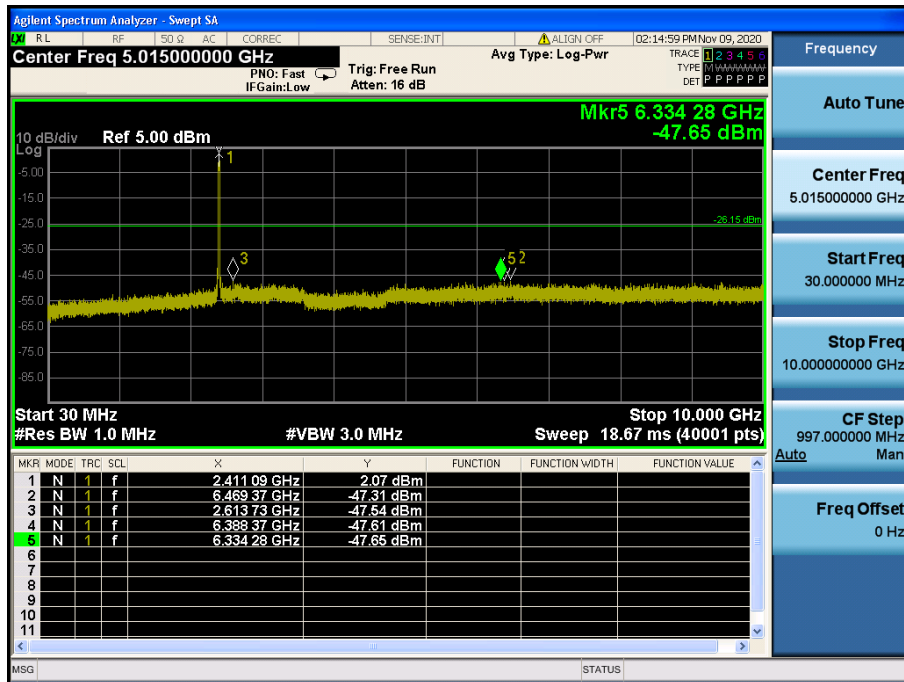 Agilent Spectrum Analyzer - Swept SA
LXI RL RF 50 Ω AC CORREC SENSE:INT ALIGN OFF 02:14:59 PM Nov 09, 2020
Center Freq 5.015000000 GHz
PNO: Fast
IFGain:Low
Trig: Free Run
Atten: 16 dB
Avg Type: Log-Pwr
TRACE 1 2 3 4 5 6
TYPE M WWWWW
DET P P P P P P
Mkr5 6.334 28 GHz
-47.65 dBm
10 dB/div Ref 5.00 dBm
Log
-5.00
-15.0
-25.0
-35.0
-45.0
-55.0
-65.0
-75.0
-85.0
1
3
5 2
-26.15 dBm
Start 30 MHz Stop 10.000 GHz
#Res BW 1.0 MHz #VBW 3.0 MHz Sweep 18.67 ms (40001 pts)
MKR MODE TRC SCL X Y FUNCTION FUNCTION WIDTH FUNCTION VALUE
1 N 1 f 2.411 09 GHz 2.07 dBm
2 N 1 f 6.469 37 GHz -47.31 dBm
3 N 1 f 2.613 73 GHz -47.54 dBm
4 N 1 f 6.388 37 GHz -47.61 dBm
5 N 1 f 6.334 28 GHz -47.65 dBm
6
7
8
9
10
11
MSG STATUS
Frequency
Auto Tune
Center Freq
5.015000000 GHz
Start Freq
30.000000 MHz
Stop Freq
10.000000000 GHz
CF Step
997.000000 MHz
Auto Man
Freq Offset
0 Hz